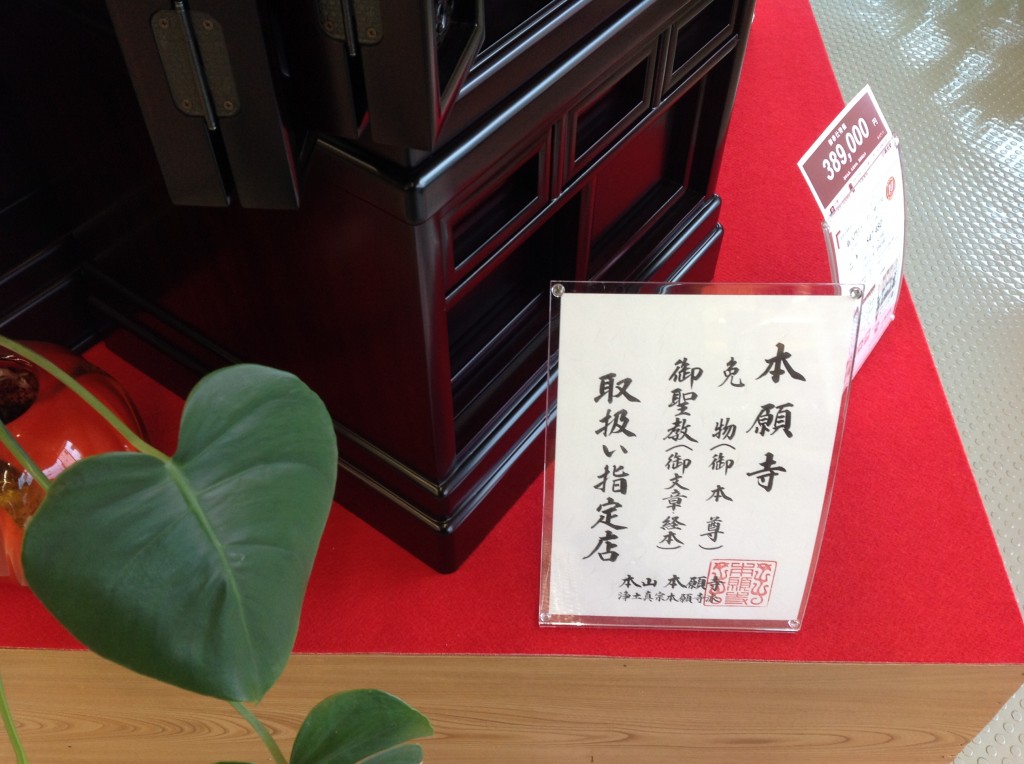 本願寺
免物(御本尊)
御聖教(御文章・経本)
取扱い指定店
本山 本願寺
浄土真宗本願寺派
389,000 円